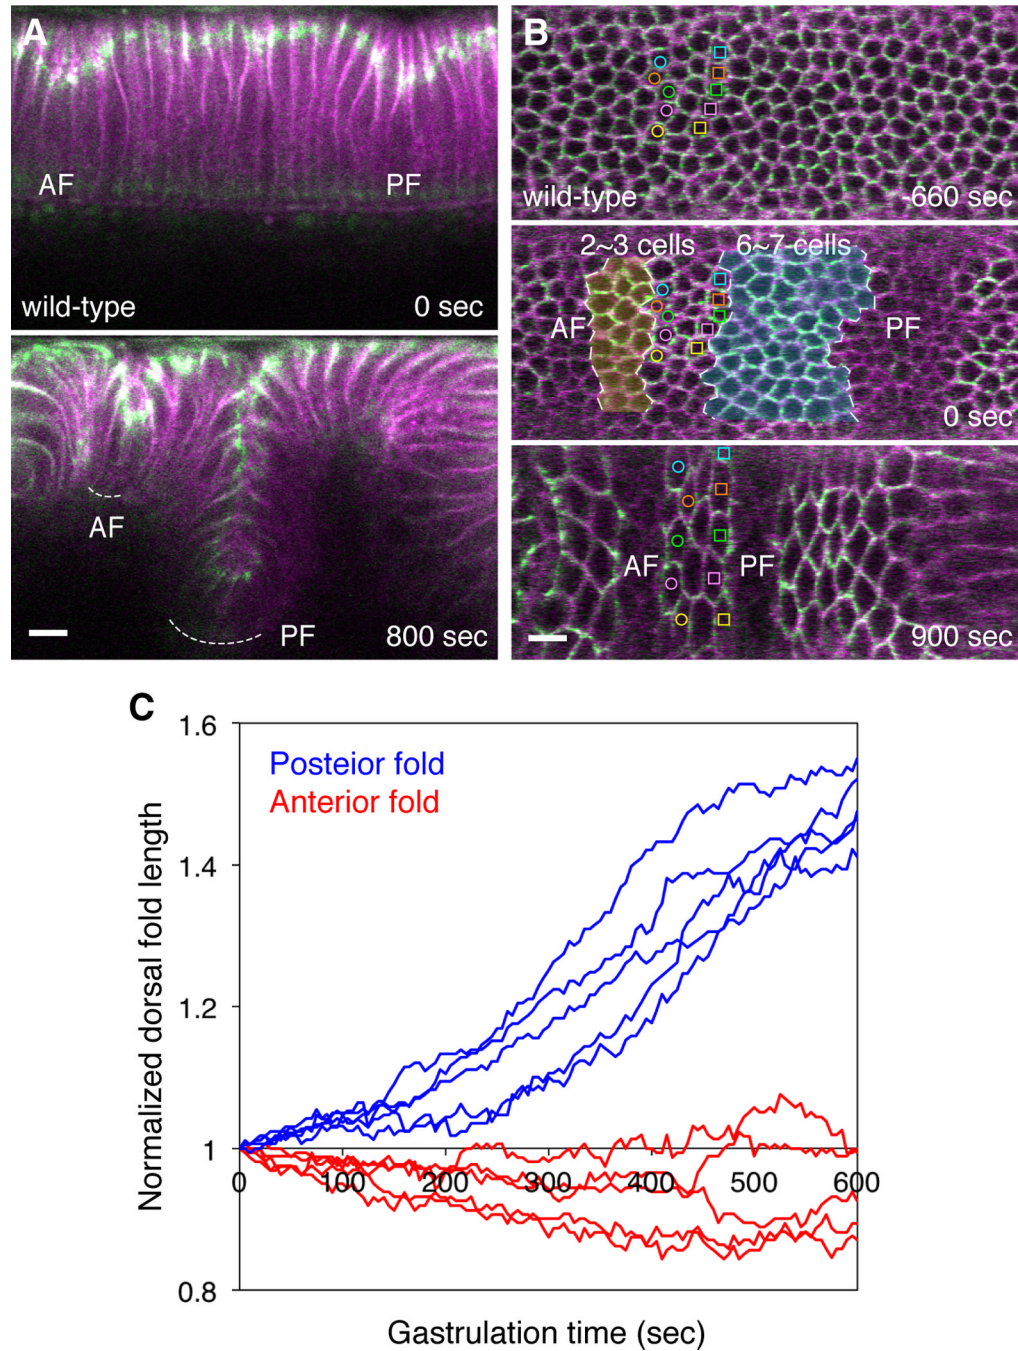 A
AF
PF
wild-type
0 sec
AF
PF
800 sec
B
wild-type
-660 sec
2~3 cells
6~7 cells
AF
PF
0 sec
AF
PF
900 sec
C
Normalized dorsal fold length
1.6
1.4
1.2
1
0.8
Posteior fold
Anterior fold
0
100
200
300
400
500
600
Gastrulation time (sec)